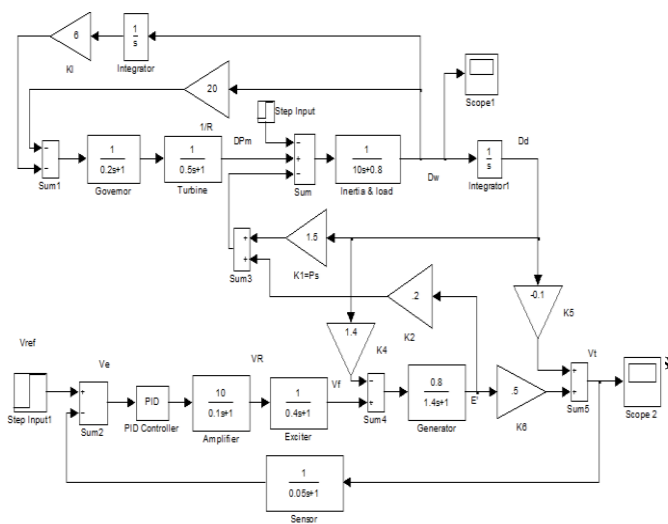 6
1
s
KI
Integrator
20
Step Input
Scope1
1/R
DPm
Dd
-
-
1
0.2s+1
1
0.5s+1
-
+
-
1
10s+0.8
1
s
Sum1
Governor
Turbine
Sum
Inertia & load
Dw
Integrator1
+
+
1.5
Sum3
K1=Ps
.2
-0.1
K2
K5
1.4
K4
Vref
Ve
VR
Vf
Vt
+
-
PID
10
0.1s+1
1
0.4s+1
-
+
0.8
1.4s+1
E'
.5
+
+
Step Input1
Sum2
PID Controller
Amplifier
Exciter
Sum4
Generator
K6
Sum5
Scope 2
1
0.05s+1
Sensor